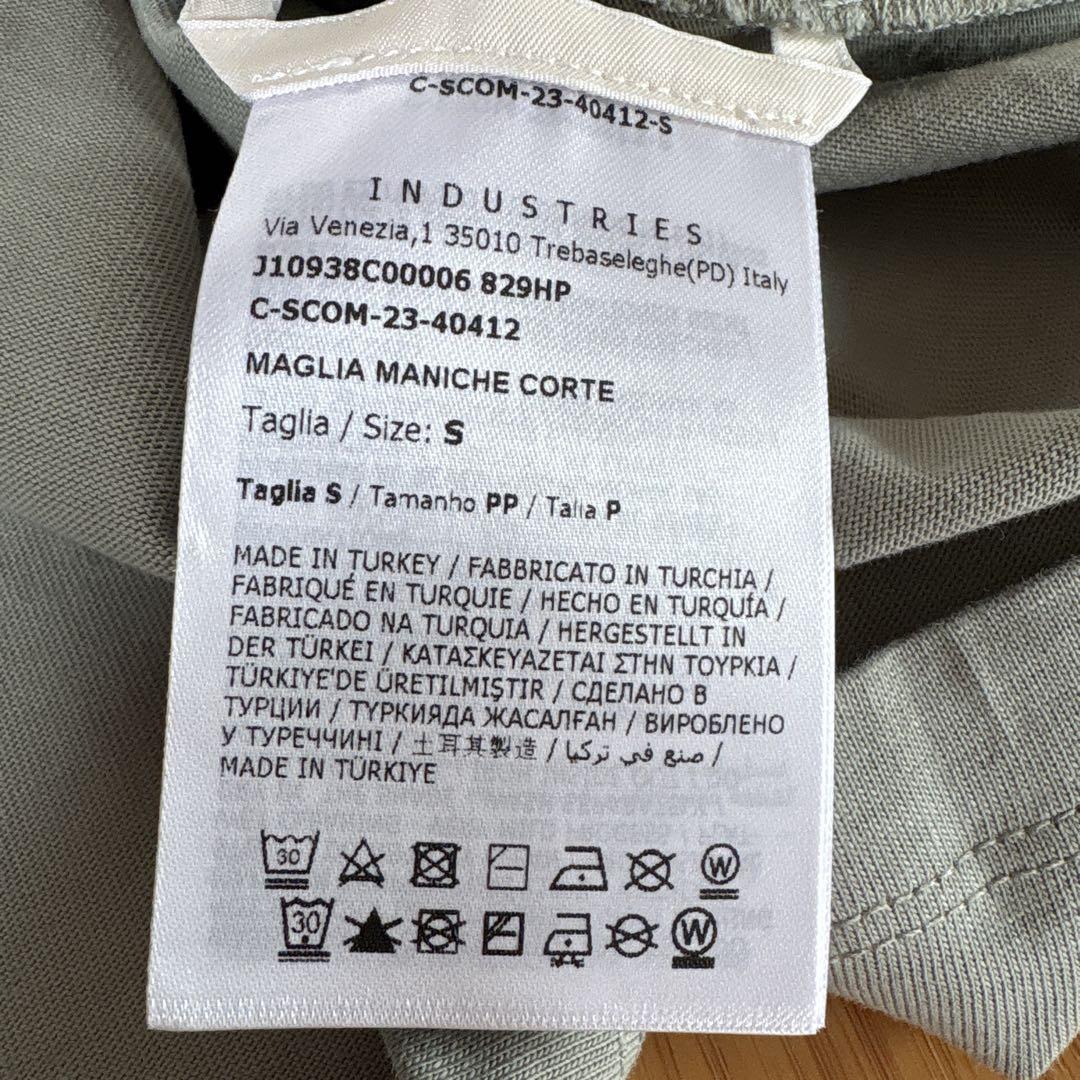 C-SCOM-23-40412-S
INDUSTRIES
Via Venezia,1 35010 Trebaseleghe(PD) Italy
J10938C00006 829HP
C-SCOM-23-40412
MAGLIA MANICHE CORTE
Taglia / Size: S
Taglia S / Tamanho PP / Talla P
MADE IN TURKEY / FABBRICATO IN TURCHIA /
FABRIQUÉ EN TURQUIE / HECHO EN TURQUÍA /
FABRICADO NA TURQUIA / HERGESTELLT IN
DER TÜRKEI / ΚΑΤΑΣΚΕΥΑΖΕΤΑΙ ΣΤΗΝ ΤΟΥΡΚΙΑ /
TÜRKIYE'DE ÜRETILMIŞTIR / СДЕЛАНО В
ТУРЦИИ / ТҮРКИЯДА ЖАСАЛҒАН / ВИРОБЛЕНО
У ТУРЕЧЧИНІ / 土耳其製造 / صنع في تركيا /
MADE IN TÜRKIYE
30 W
30 W